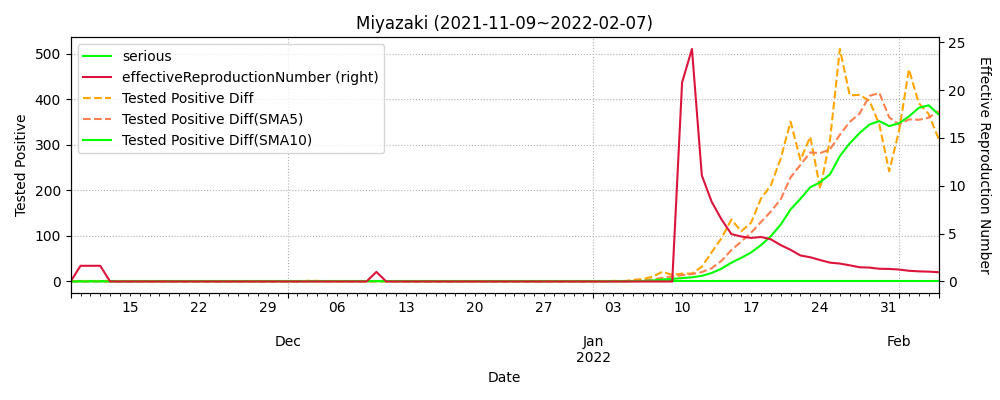 Miyazaki (2021-11-09~2022-02-07)
serious
effectiveReproductionNumber (right)
Tested Positive Diff
Tested Positive Diff(SMA5)
Tested Positive Diff(SMA10)
Tested Positive
500
400
300
200
100
0
25
20
15
10
5
0
Effective Reproduction Number
15 22 29 06 13 20 27 03 10 17 24 31
Dec Jan Feb
2022
Date